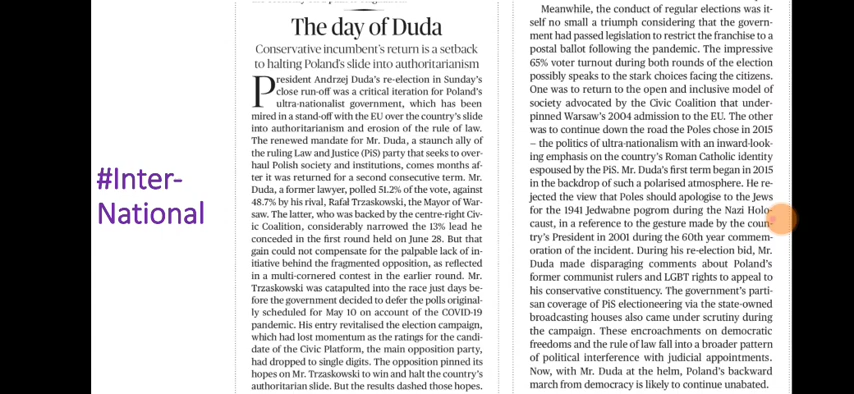 The day of Duda
Conservative incumbent's return is a setback
to halting Poland's slide into authoritarianism
President Andrzej Duda's re-election in Sunday's
close run-off was a critical iteration for Poland's
ultra-nationalist government, which has been
mired in a stand-off with the EU over the country's slide
into authoritarianism and erosion of the rule of law.
The renewed mandate for Mr. Duda, a staunch ally of
the ruling Law and Justice (PiS) party that seeks to over-
haul Polish society and institutions, comes months af-
ter it was returned for a second consecutive term. Mr.
Duda, a former lawyer, polled 51.2% of the vote, against
48.7% by his rival, Rafał Trzaskowski, the Mayor of War-
saw. The latter, who was backed by the centre-right Civ-
ic Coalition, considerably narrowed the 13% lead he
conceded in the first round held on June 28. But that
gain could not compensate for the palpable lack of in-
itiative behind the fragmented opposition, as reflected
in a multi-cornered contest in the earlier round. Mr.
Trzaskowski was catapulted into the race just days be-
fore the government decided to defer the polls original-
ly scheduled for May 10 on account of the COVID-19
pandemic. His entry revitalised the election campaign,
which had lost momentum as the ratings for the candi-
date of the Civic Platform, the main opposition party,
had dropped to single digits. The opposition pinned its
hopes on Mr. Trzaskowski to win and halt the country's
authoritarian slide. But the results dashed those hopes.
Meanwhile, the conduct of regular elections was it-
self no small a triumph considering that the govern-
ment had passed legislation to restrict the franchise to a
postal ballot following the pandemic. The impressive
65% voter turnout during both rounds of the election
possibly speaks to the stark choices facing the citizens.
One was to return to the open and inclusive model of
society advocated by the Civic Coalition that under-
pinned Warsaw's 2004 admission to the EU. The other
was to continue down the road the Poles chose in 2015
– the politics of ultra-nationalism with an inward-look-
ing emphasis on the country's Roman Catholic identity
espoused by the PiS. Mr. Duda's first term began in 2015
in the backdrop of such a polarised atmosphere. He re-
jected the view that Poles should apologise to the Jews
for the 1941 Jedwabne pogrom during the Nazi Holo-
caust, in a reference to the gesture made by the coun-
try's President in 2001 during the 60th year commem-
oration of the incident. During his re-election bid, Mr.
Duda made disparaging comments about Poland's
former communist rulers and LGBT rights to appeal to
his conservative constituency. The government's parti-
san coverage of PiS electioneering via the state-owned
broadcasting houses also came under scrutiny during
the campaign. These encroachments on democratic
freedoms and the rule of law fall into a broader pattern
of political interference with judicial appointments.
Now, with Mr. Duda at the helm, Poland's backward
march from democracy is likely to continue unabated.
#Inter-
National